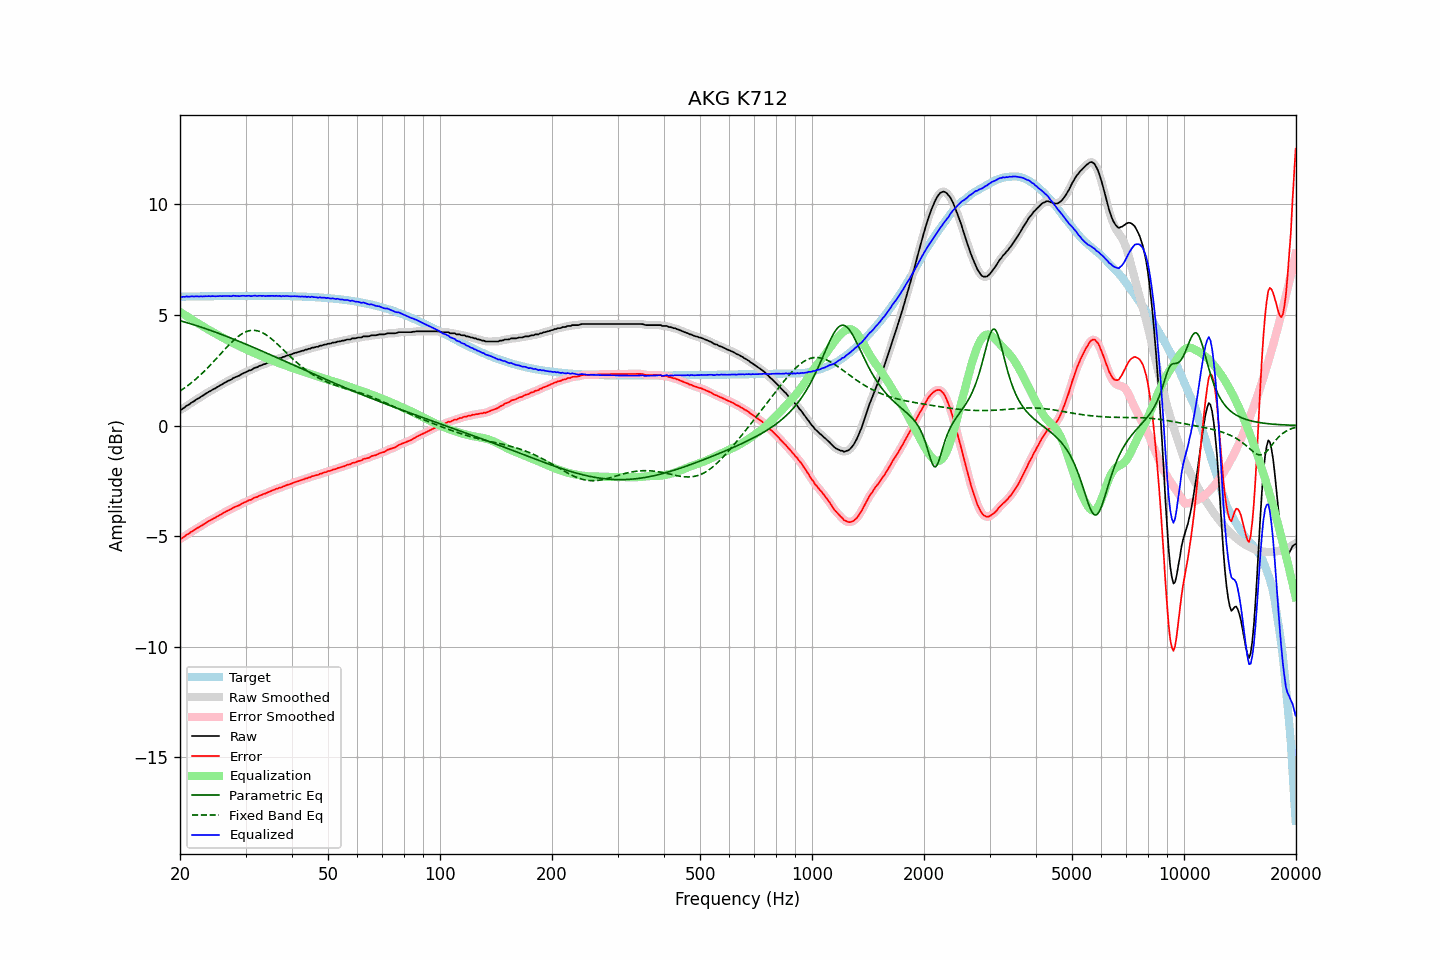 AKG K712
Amplitude (dBr)
10
5
0
−5
−10
−15
Target
Raw Smoothed
Error Smoothed
Raw
Error
Equalization
Parametric Eq
Fixed Band Eq
Equalized
20 50 100 200 500 1000 2000 5000 10000 20000
Frequency (Hz)